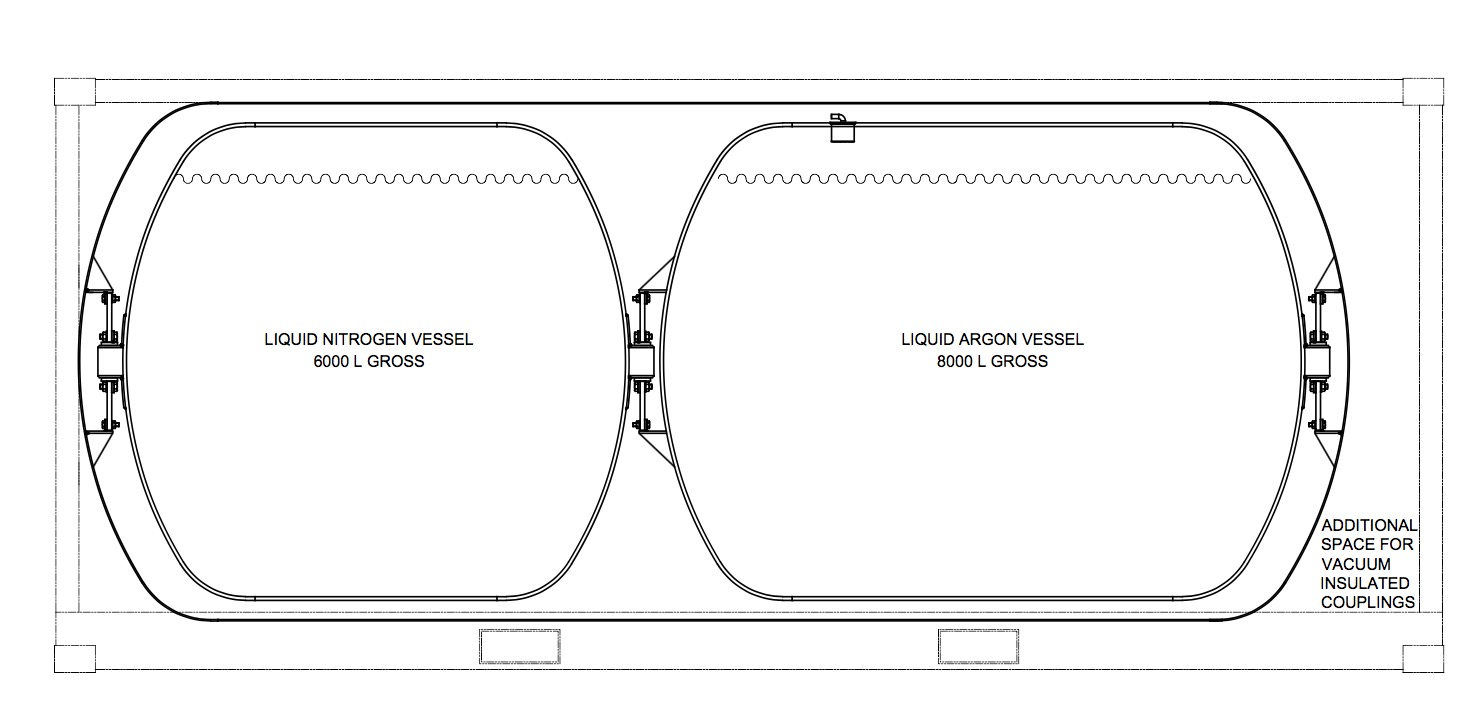 LIQUID NITROGEN VESSEL
6000 L GROSS
LIQUID ARGON VESSEL
8000 L GROSS
ADDITIONAL
SPACE FOR
VACUUM
INSULATED
COUPLINGS